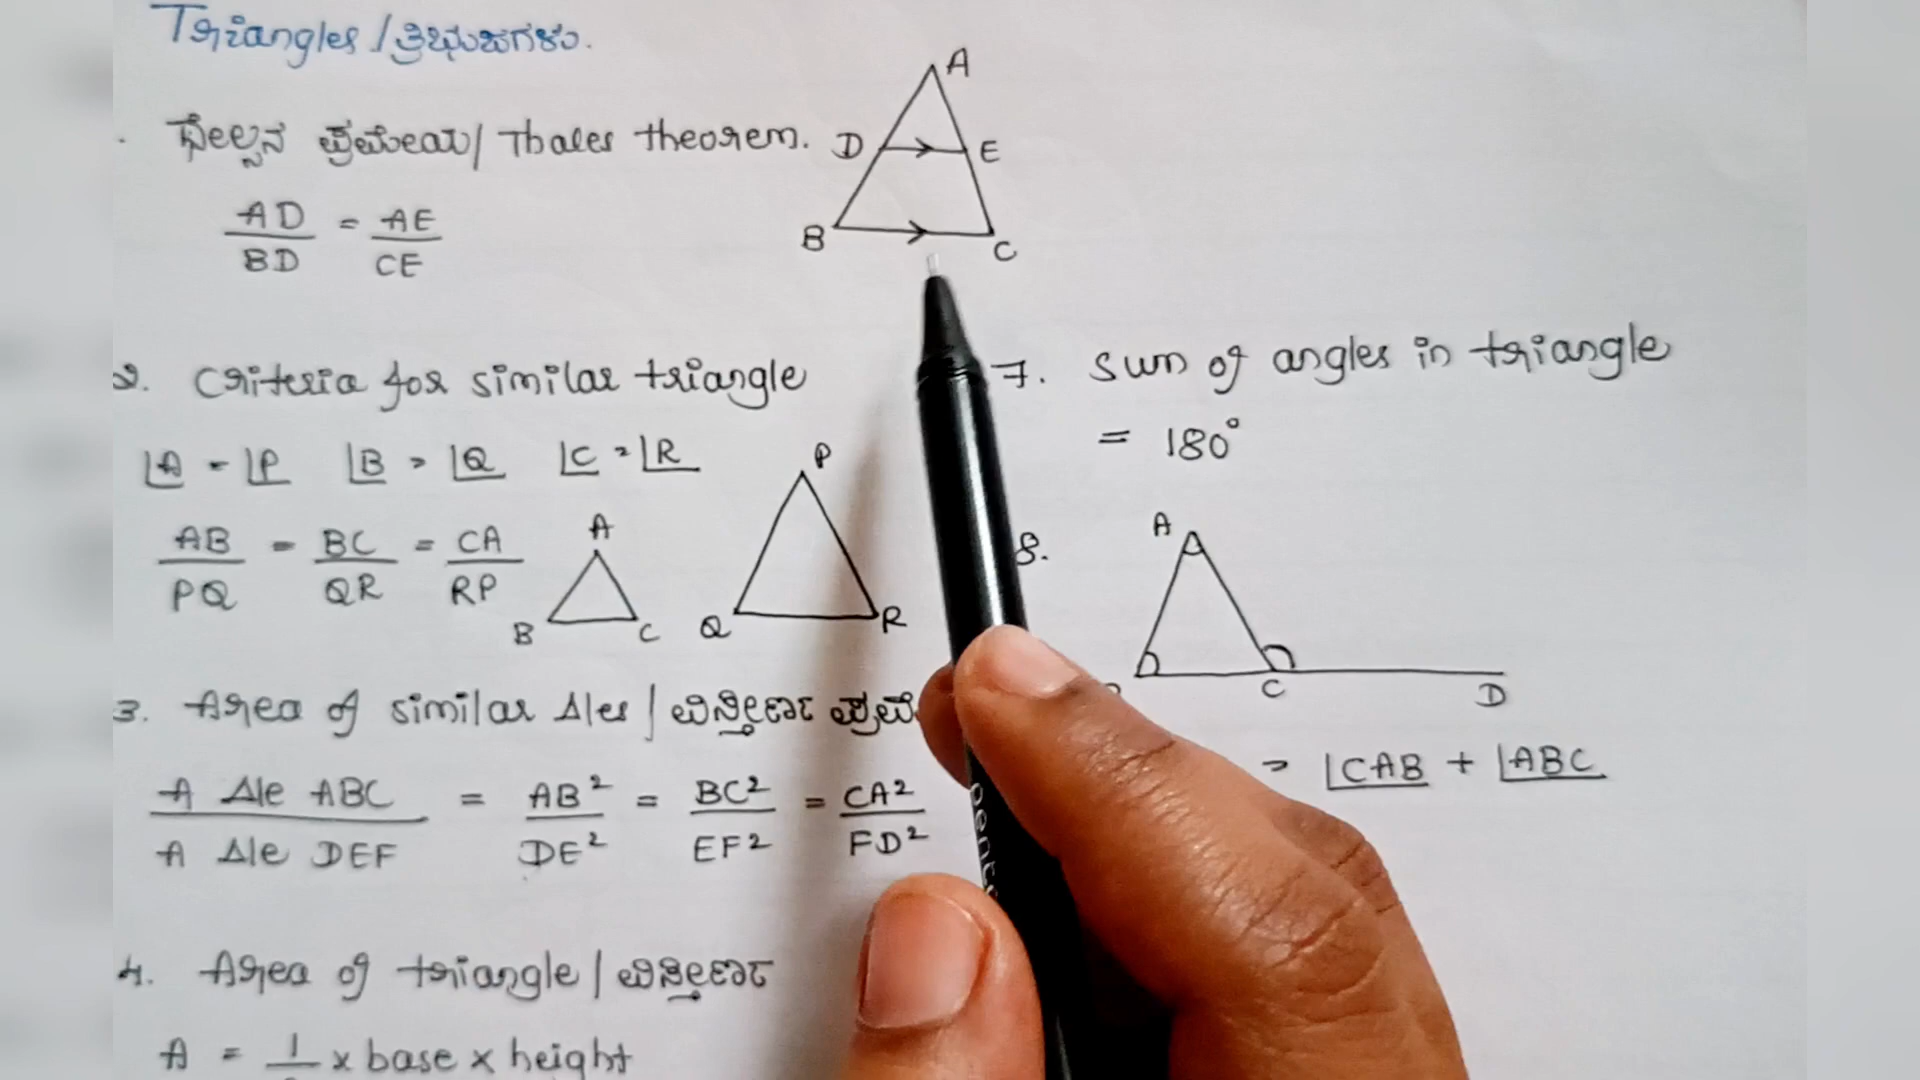 Triangles / ತ್ರಿಭುಜಗಳು.
ಥೇಲ್ಸನ ಪ್ರಮೇಯ / Thales theorem.
A
D E
B C
AD/BD = AE/CE
2. Criteria for similar triangle
∠A = ∠P ∠B = ∠Q ∠C = ∠R
AB/PQ = BC/QR = CA/RP
A
B C
P
Q R
3. Area of similar Δles / ವಿಸ್ತೀರ್ಣ
A Δle ABC / A Δle DEF = AB²/DE² = BC²/EF² = CA²/FD²
4. Area of triangle / ವಿಸ್ತೀರ್ಣ
A = 1 x base x height
7. Sum of angles in triangle
= 180°
8.
A
C D
= ∠CAB + ∠ABC